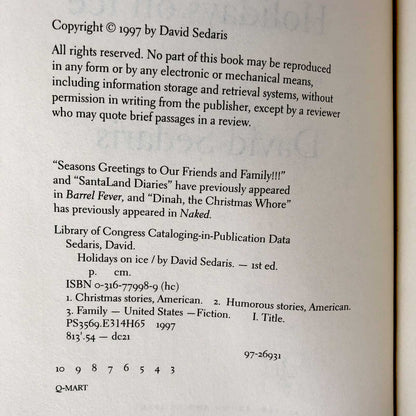 Copyright © 1997 by David Sedaris
All rights reserved. No part of this book may be reproduced
in any form or by any electronic or mechanical means,
including information storage and retrieval systems, without
permission in writing from the publisher, except by a reviewer
who may quote brief passages in a review.
“Seasons Greetings to Our Friends and Family!!!”
and “SantaLand Diaries” have previously appeared
in Barrel Fever, and “Dinah, the Christmas Whore”
has previously appeared in Naked.
Library of Congress Cataloging-in-Publication Data
Sedaris, David.
Holidays on ice / by David Sedaris. — 1st ed.
p. cm.
ISBN 0-316-77998-9 (hc)
1. Christmas stories, American. 2. Humorous stories, American.
3. Family — United States — Fiction. I. Title.
PS3569.E314H65 1997
813'.54 — dc21
97-26931
10 9 8 7 6 5 4 3
Q-MART